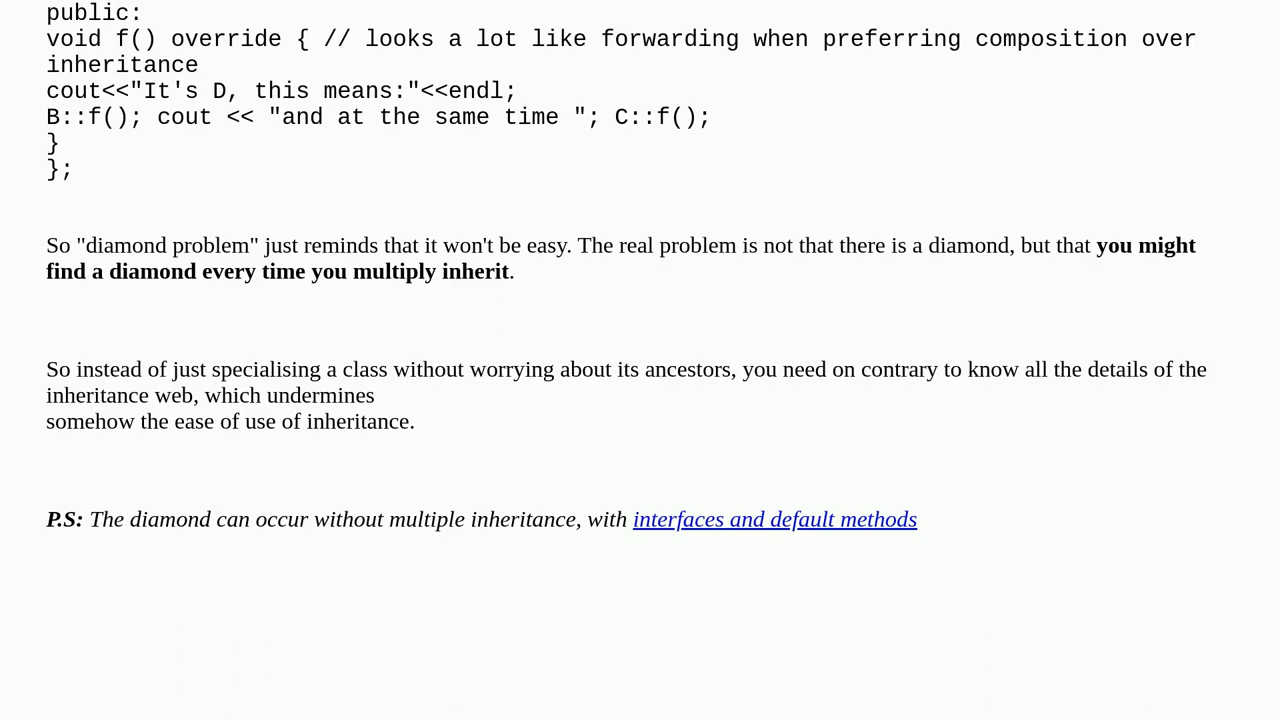 public:
void f() override { // looks a lot like forwarding when preferring composition over
inheritance
cout<<"It's D, this means:"<<endl;
B::f(); cout << "and at the same time "; C::f();
}
};
So "diamond problem" just reminds that it won't be easy. The real problem is not that there is a diamond, but that you might
find a diamond every time you multiply inherit.
So instead of just specialising a class without worrying about its ancestors, you need on contrary to know all the details of the
inheritance web, which undermines
somehow the ease of use of inheritance.
P.S: The diamond can occur without multiple inheritance, with interfaces and default methods